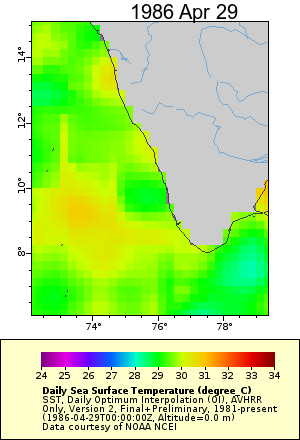 1986 Apr 29
14°
12°
10°
8°
74° 76° 78°
24 25 26 27 28 29 30 31 32 33 34
Daily Sea Surface Temperature (degree_C)
SST, Daily Optimum Interpolation (OI), AVHRR
Only, Version 2, Final+Preliminary, 1981-present
(1986-04-29T00:00:00Z, Altitude=0.0 m)
Data courtesy of NOAA NCEI